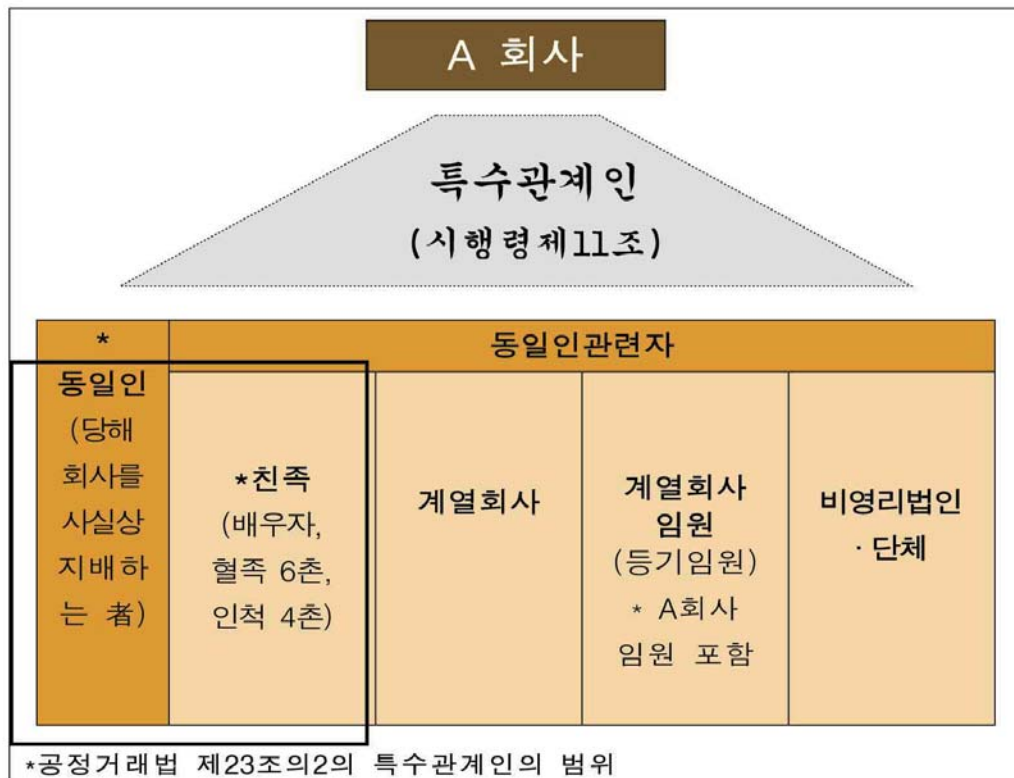 A 회사
특수관계인
(시행령제11조)
*
동일인
(당해
회사를
사실상
지배하
는 者)
동일인관련자
*친족
(배우자,
혈족 6촌,
인척 4촌)
계열회사
계열회사
임원
(등기임원)
* A회사
임원 포함
비영리법인
·단체
*공정거래법 제23조의2의 특수관계인의 범위